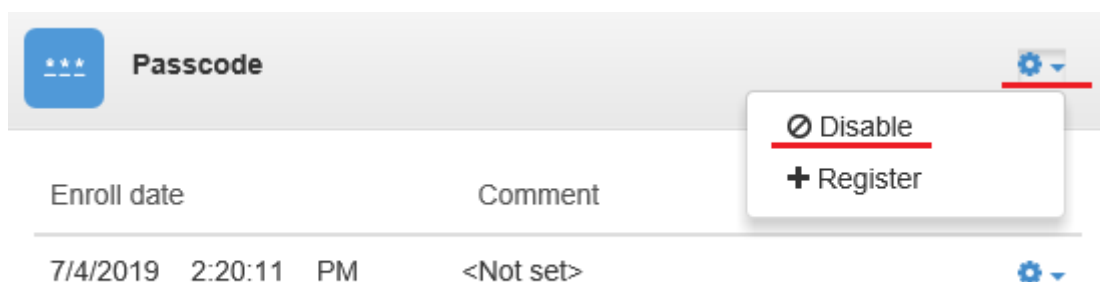 *** Passcode
Disable
Register
Enroll date Comment
7/4/2019 2:20:11 PM <Not set>